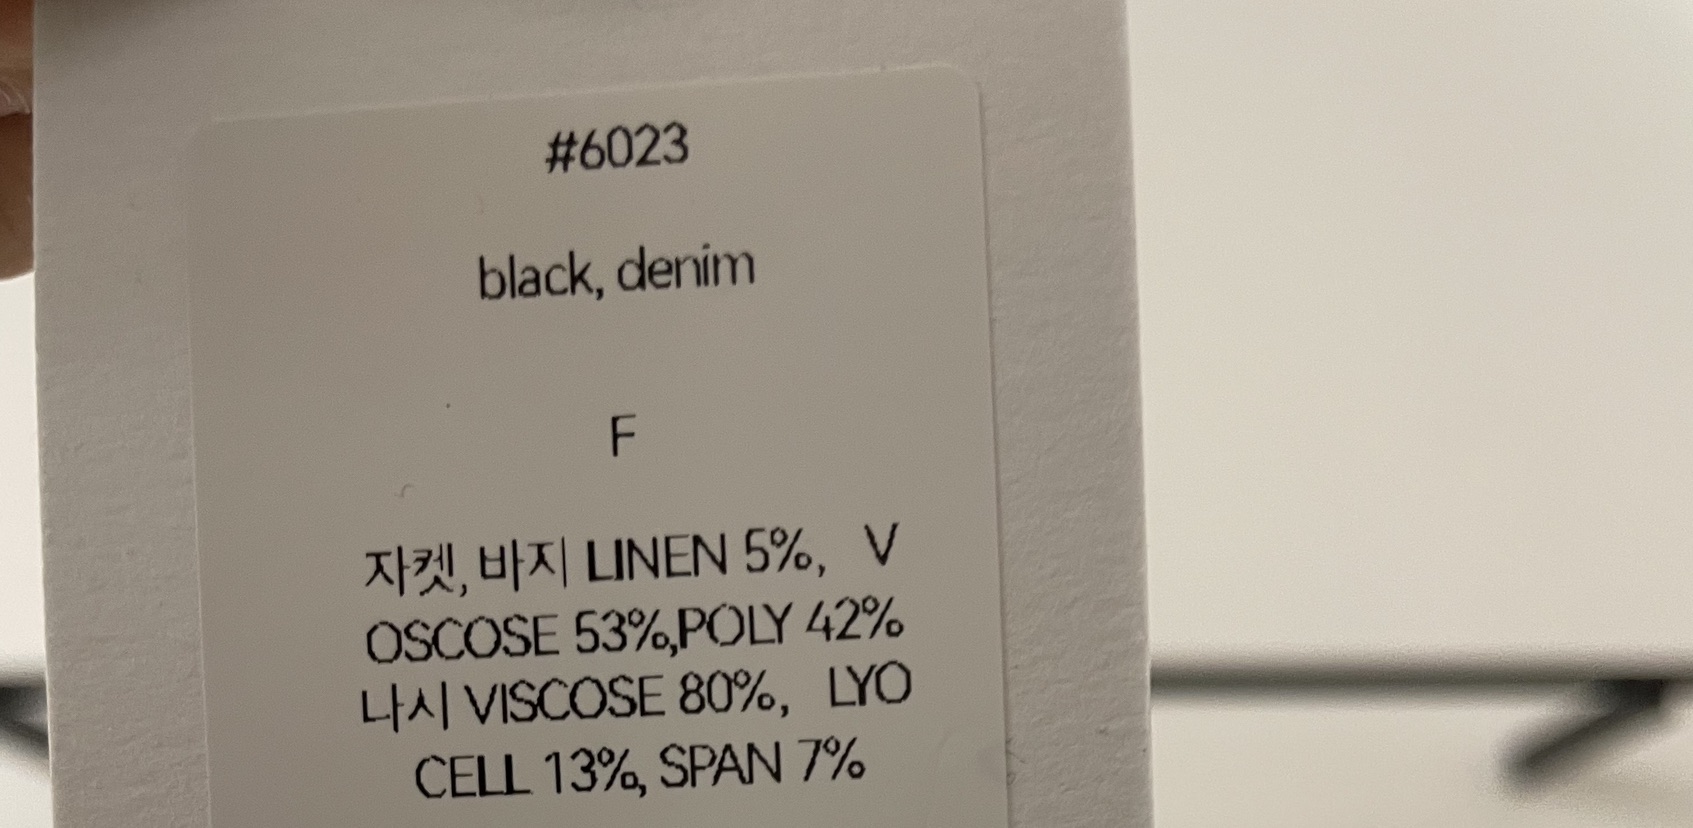 #6023
black, denim
F
자켓, 바지 LINEN 5%, V
OSCOSE 53%,POLY 42%
나시 VISCOSE 80%, LYO
CELL 13%, SPAN 7%